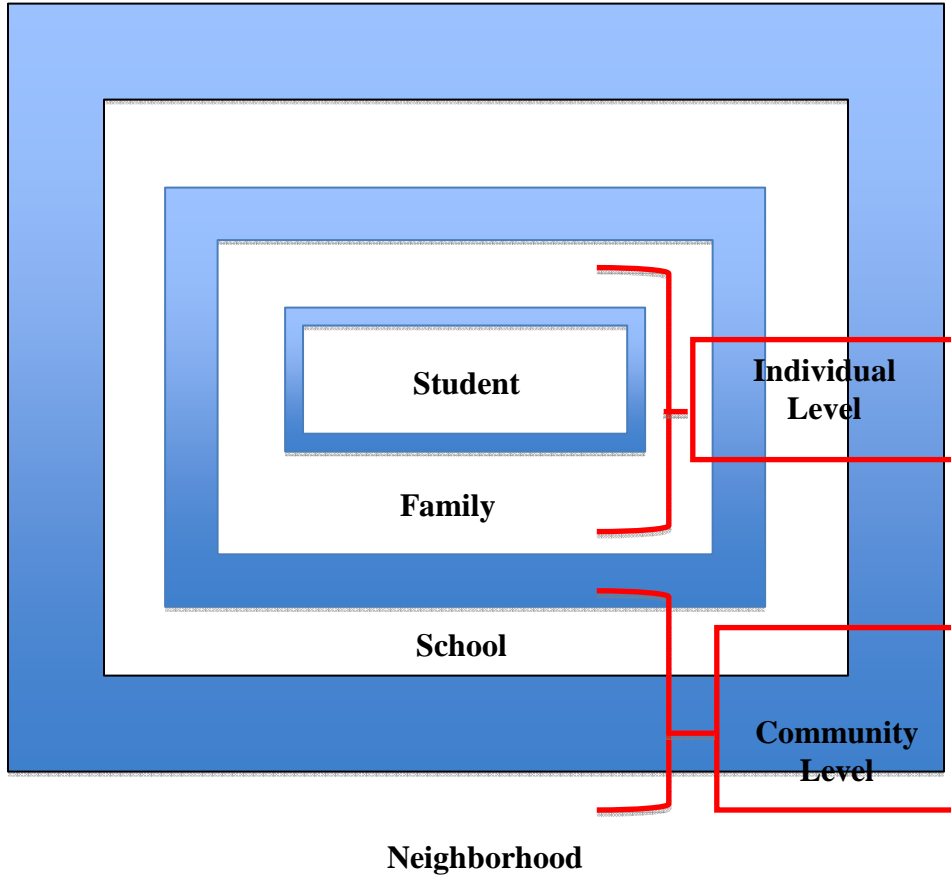 Individual
Level
Student
Family
School
Community
Level
Neighborhood